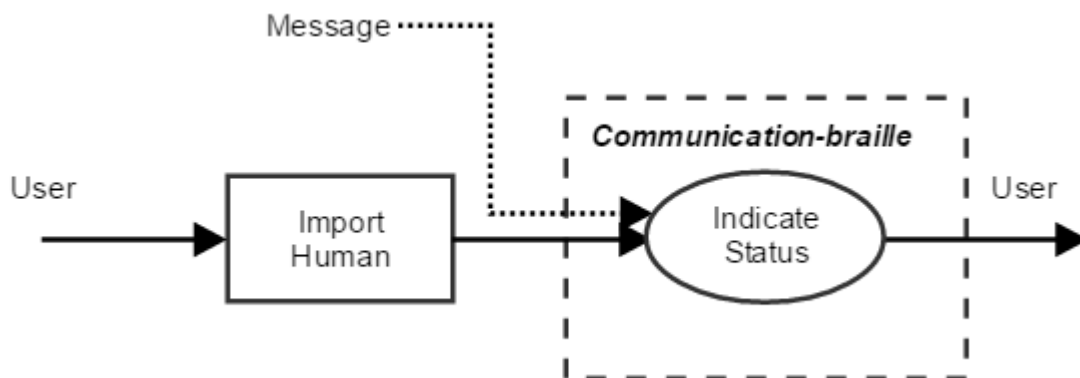 Message
Communication-braille
User
User
Import
Human
Indicate
Status